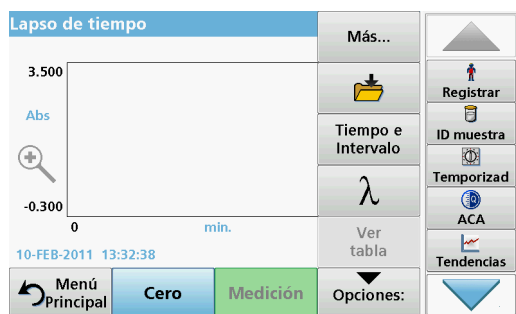 Lapso de tiempo
3.500
Abs
-0.300
0
min.
10-FEB-2011 13:32:38
Menú
Principal
Cero
Medición
Más...
Tiempo e
Intervalo
λ
Ver
tabla
Opciones:
Registrar
ID muestra
Temporizad
ACA
Tendencias